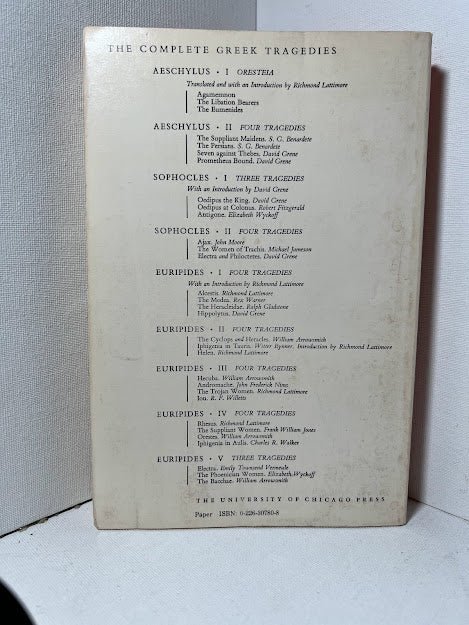 THE COMPLETE GREEK TRAGEDIES
AESCHYLUS · I ORESTEIA
Translated and with an Introduction by Richmond Lattimore
Agamemnon
The Libation Bearers
The Eumenides
AESCHYLUS · II FOUR TRAGEDIES
The Suppliant Maidens. S. G. Benardete
The Persians. S. G. Benardete
Seven against Thebes. David Grene
Prometheus Bound. David Grene
SOPHOCLES · I THREE TRAGEDIES
With an Introduction by David Grene
Oedipus the King. David Grene
Oedipus at Colonus. Robert Fitzgerald
Antigone. Elizabeth Wyckoff
SOPHOCLES · II FOUR TRAGEDIES
Ajax. John Moore
The Women of Trachis. Michael Jameson
Electra and Philoctetes. David Grene
EURIPIDES · I FOUR TRAGEDIES
With an Introduction by Richmond Lattimore
Alcestis. Richmond Lattimore
The Medea. Rex Warner
The Heracleidae. Ralph Gladstone
Hippolytus. David Grene
EURIPIDES · II FOUR TRAGEDIES
The Cyclops and Heracles. William Arrowsmith
Iphigenia in Tauris. Witter Bynner. Introduction by Richmond Lattimore
Helen. Richmond Lattimore
EURIPIDES · III FOUR TRAGEDIES
Hecuba. William Arrowsmith
Andromache. John Frederick Nims
The Trojan Women. Richmond Lattimore
Ion. R. F. Willetts
EURIPIDES · IV FOUR TRAGEDIES
Rhesus. Richmond Lattimore
The Suppliant Women. Frank William Jones
Orestes. William Arrowsmith
Iphigenia in Aulis. Charles R. Walker
EURIPIDES · V THREE TRAGEDIES
Electra. Emily Townsend Vermeule
The Phoenician Women. Elizabeth Wyckoff
The Bacchae. William Arrowsmith
THE UNIVERSITY OF CHICAGO PRESS
Paper ISBN: 0-226-30780-8